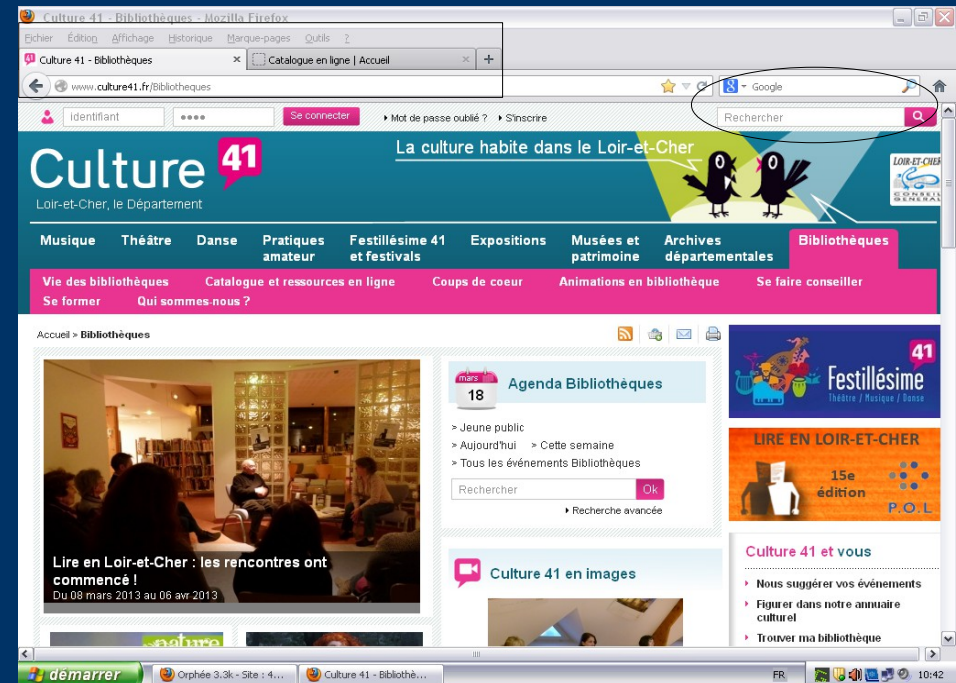 Culture 41 - Bibliothèques - Mozilla Firefox
Fichier Édition Affichage Historique Marque-pages Outils ?
41 Culture 41 - Bibliothèques × Catalogue en ligne | Accueil × +
www.culture41.fr/Bibliotheques
8 Google
identifiant
Se connecter
Mot de passe oublié ? S'inscrire
Rechercher
Culture 41
Loir-et-Cher, le Département
La culture habite dans le Loir-et-Cher
LOIR-ET-CHER
CONSEIL
GENERAL
Musique Théâtre Danse Pratiques amateur Festillésime 41 et festivals Expositions Musées et patrimoine Archives départementales Bibliothèques
Vie des bibliothèques Catalogue et ressources en ligne Coups de coeur Animations en bibliothèque Se faire conseiller
Se former Qui sommes-nous ?
Accueil > Bibliothèques
Lire en Loir-et-Cher : les rencontres ont
commencé !
Du 08 mars 2013 au 06 avr 2013
nature
mars
18
Agenda Bibliothèques
> Jeune public
> Aujourd'hui > Cette semaine
> Tous les événements Bibliothèques
Rechercher Ok
Recherche avancée
Culture 41 en images
41
Festillésime
Théâtre / Musique / Danse
LIRE EN LOIR-ET-CHER
15e
édition
P.O.L
Culture 41 et vous
Nous suggérer vos événements
Figurer dans notre annuaire
culturel
Trouver ma bibliothèque
démarrer Orphée 3.3k - Site : 4... Culture 41 - Bibliothè... FR 10:42